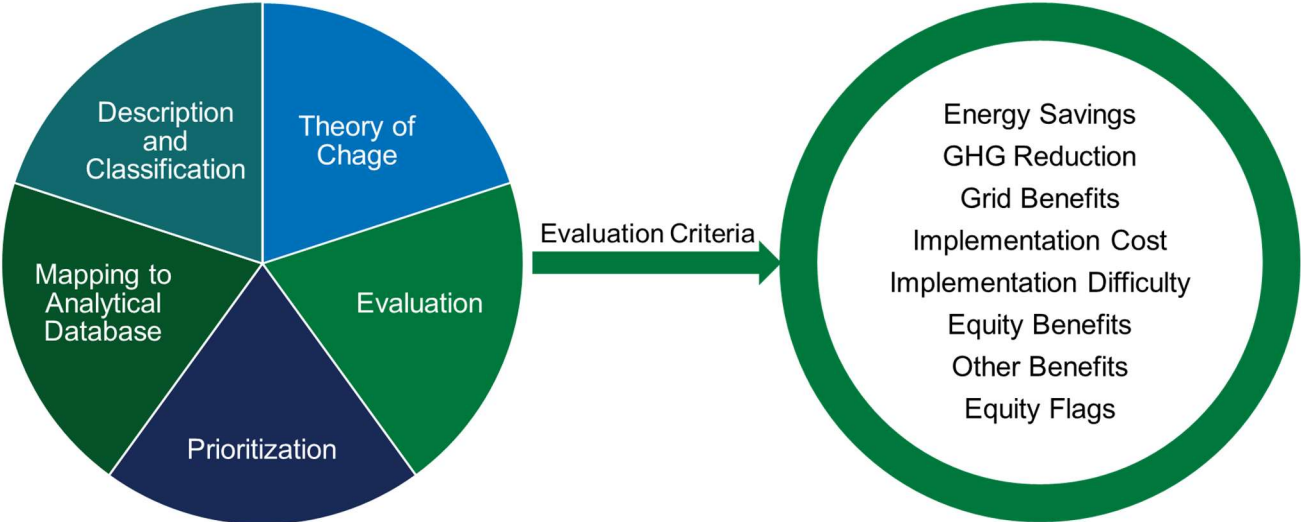 Description
and
Classification
Theory of
Chage
Mapping to
Analytical
Database
Evaluation
Prioritization
Evaluation Criteria
Energy Savings
GHG Reduction
Grid Benefits
Implementation Cost
Implementation Difficulty
Equity Benefits
Other Benefits
Equity Flags